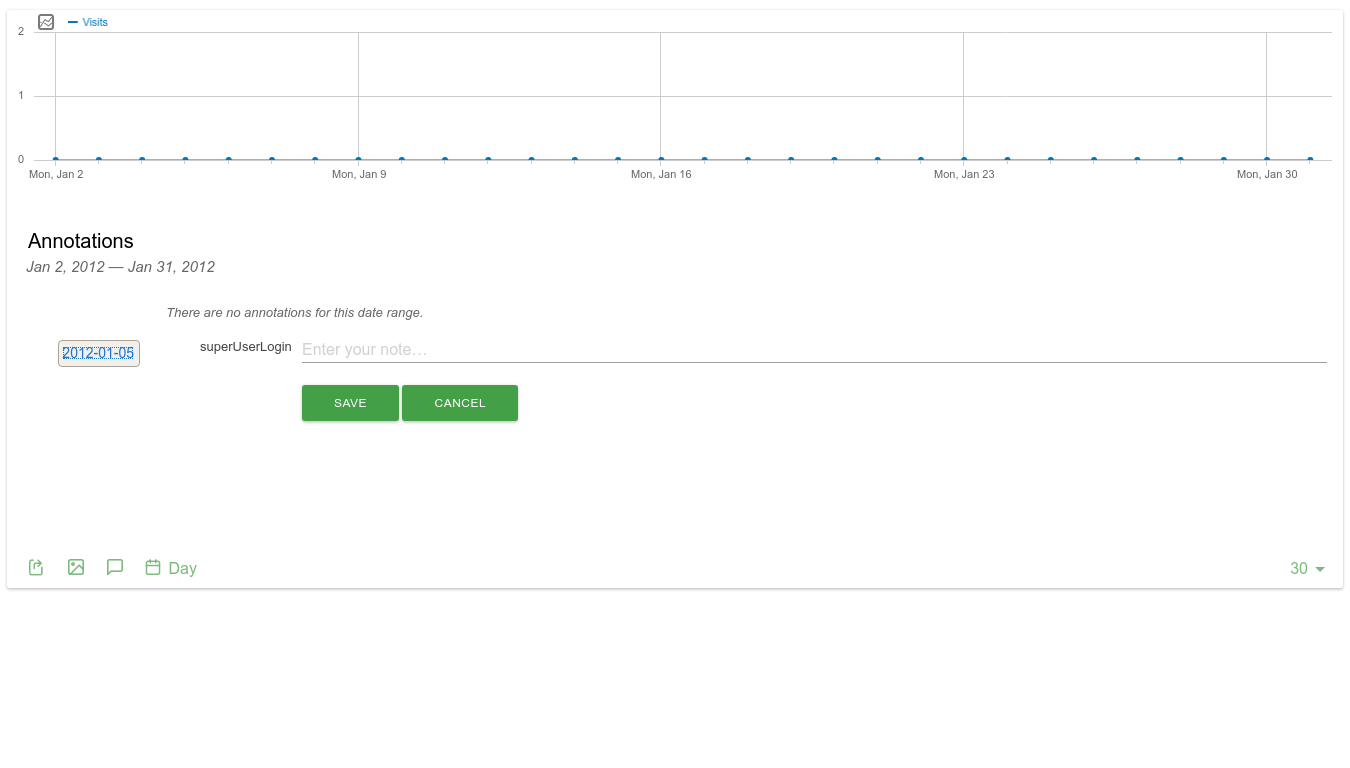 Visits
2
1
0
Mon, Jan 2 Mon, Jan 9 Mon, Jan 16 Mon, Jan 23 Mon, Jan 30
Annotations
Jan 2, 2012 — Jan 31, 2012
There are no annotations for this date range.
2012-01-05 superUserLogin Enter your note…
SAVE CANCEL
Day 30